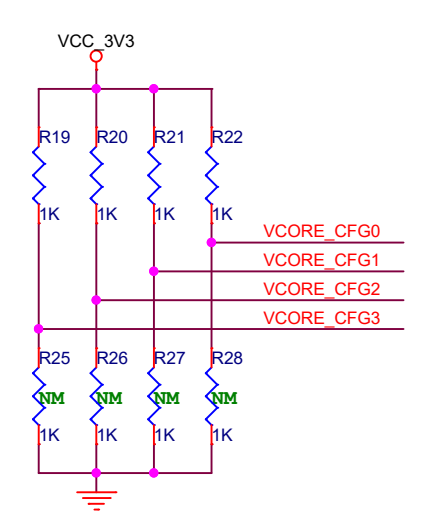 VCC_3V3
R19 R20 R21 R22
1K 1K 1K 1K
VCORE_CFG0
VCORE_CFG1
VCORE_CFG2
VCORE_CFG3
R25 R26 R27 R28
NM NM NM NM
1K 1K 1K 1K